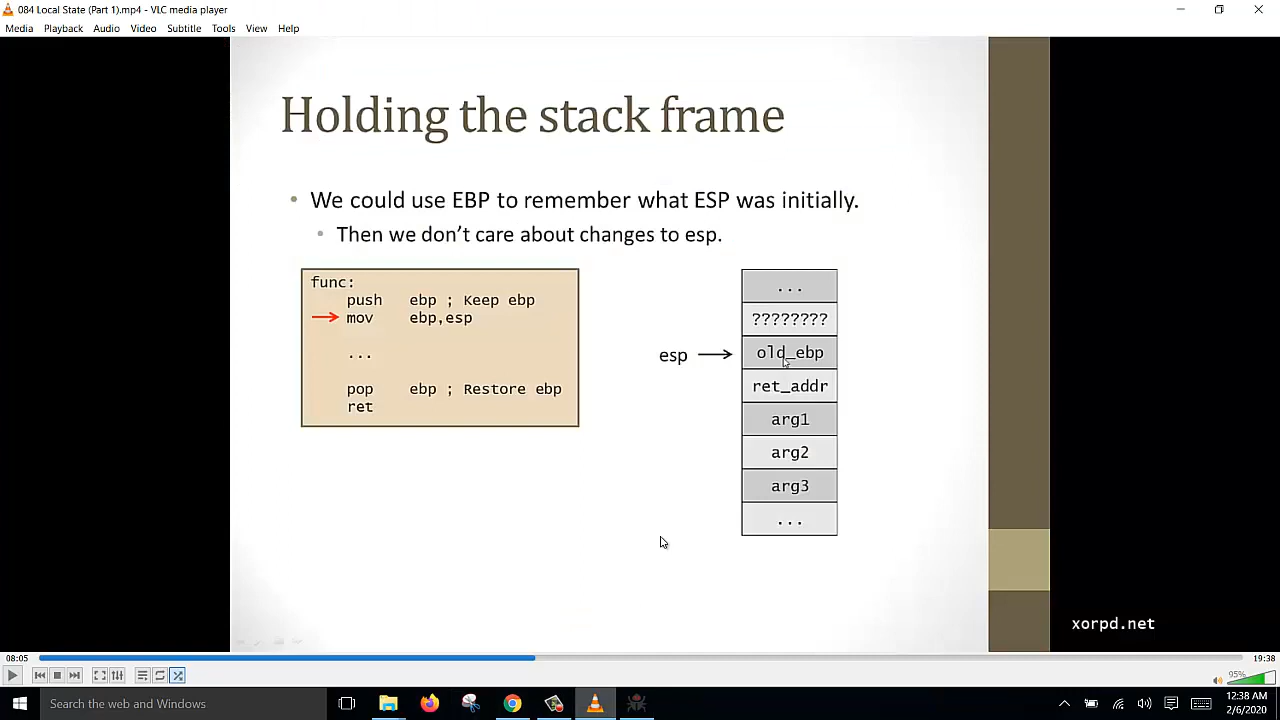 084 Local State (Part 1).mp4 - VLC media player
Media Playback Audio Video Subtitle Tools View Help
Holding the stack frame
• We could use EBP to remember what ESP was initially.
• Then we don’t care about changes to esp.
func:
push ebp ; Keep ebp
mov ebp,esp
...
pop ebp ; Restore ebp
ret
...
????????
esp
old_ebp
ret_addr
arg1
arg2
arg3
...
xorpd.net
08:05
19:38
95%
Search the web and Windows
12:38 AM
2/6/2020